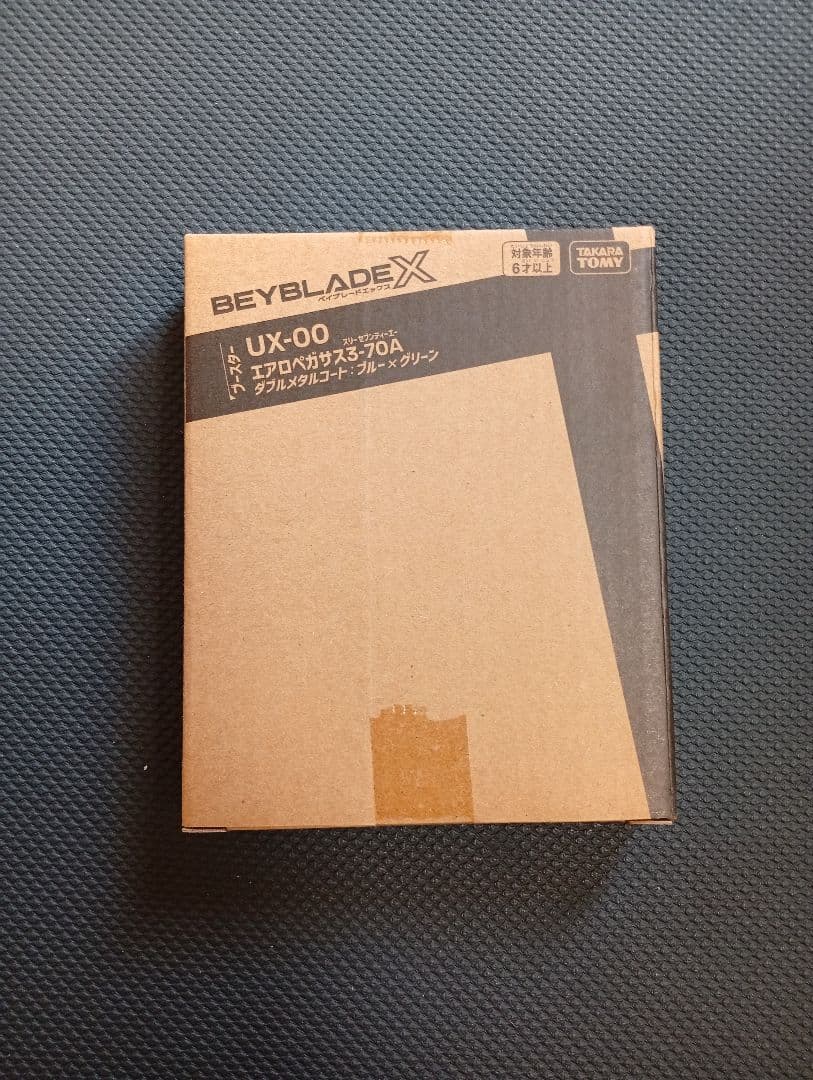 BEYBLADE X
ベイブレードエックス
対象年齢
6才以上
TAKARA
TOMY
ブースター
UX-00
スリーセブンティーエー
エアロペガサス3-70A
ダブルメタルコート:ブルー×グリーン